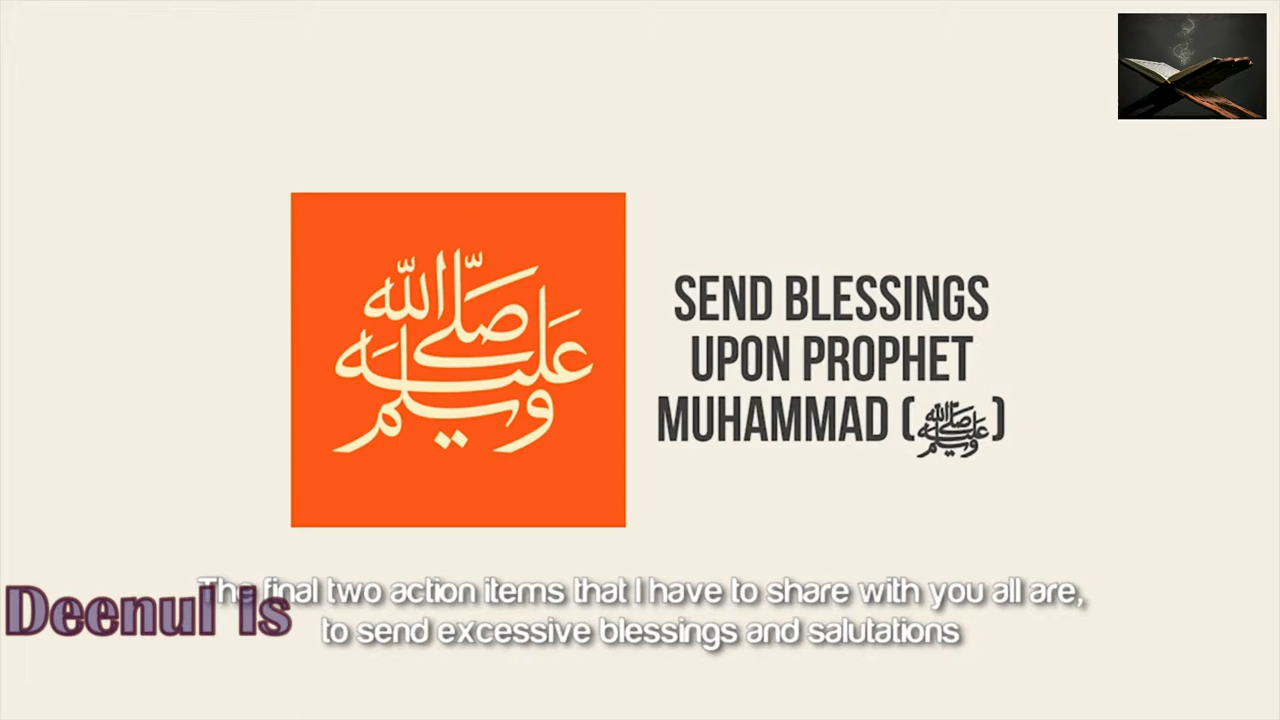 صلى الله
عليه
وسلم
SEND BLESSINGS
UPON PROPHET
MUHAMMAD (ﷺ)
The final two action items that I have to share with you all are,
to send excessive blessings and salutations
Deenul Is